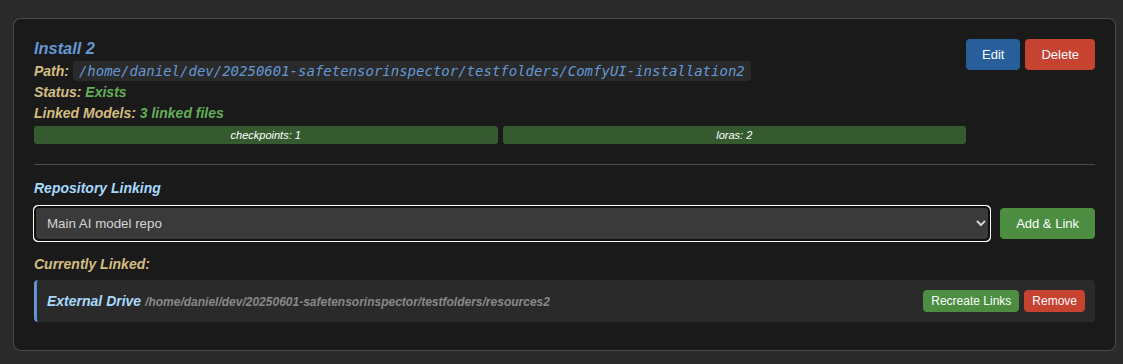 Install 2
Edit
Delete
Path: /home/daniel/dev/20250601-safetensorinspector/testfolders/ComfyUI-installation2
Status: Exists
Linked Models: 3 linked files
checkpoints: 1
loras: 2
Repository Linking
Main AI model repo
Add & Link
Currently Linked:
External Drive /home/daniel/dev/20250601-safetensorinspector/testfolders/resources2
Recreate Links
Remove